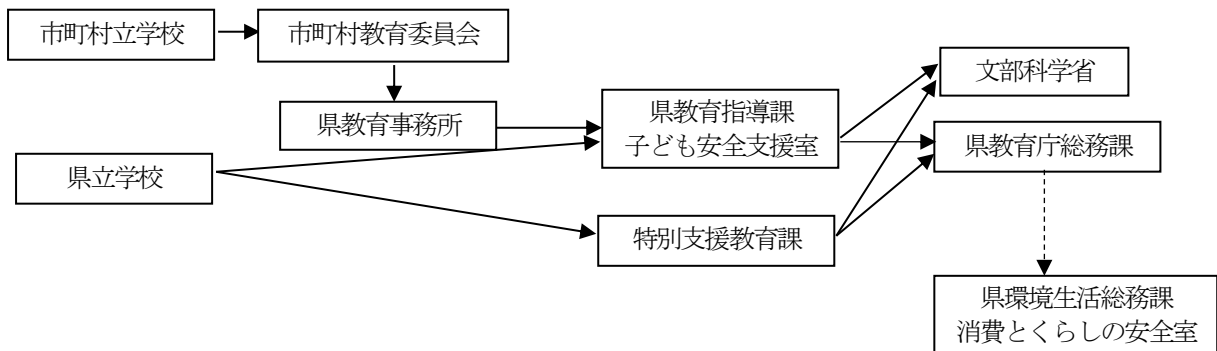 市町村立学校
市町村教育委員会
文部科学省
県教育事務所
県教育指導課
子ども安全支援室
県教育庁総務課
県立学校
特別支援教育課
県環境生活総務課
消費とくらしの安全室